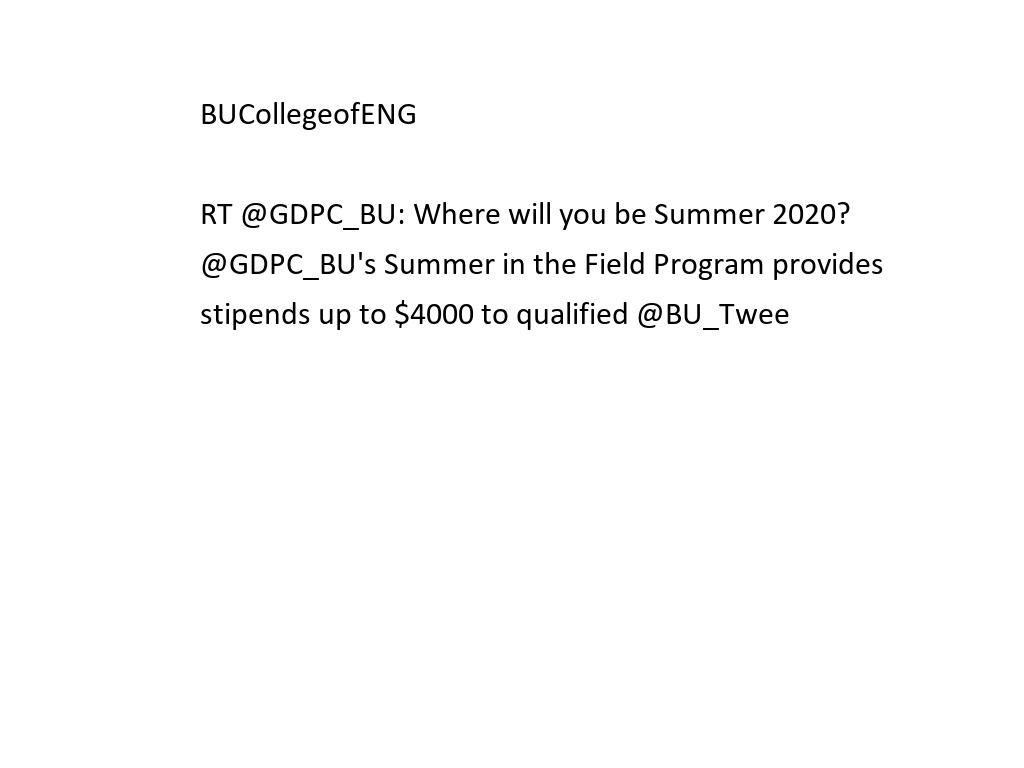 BUCollegeofENG
RT @GDPC_BU: Where will you be Summer 2020?
@GDPC_BU's Summer in the Field Program provides
stipends up to $4000 to qualified @BU_Twee